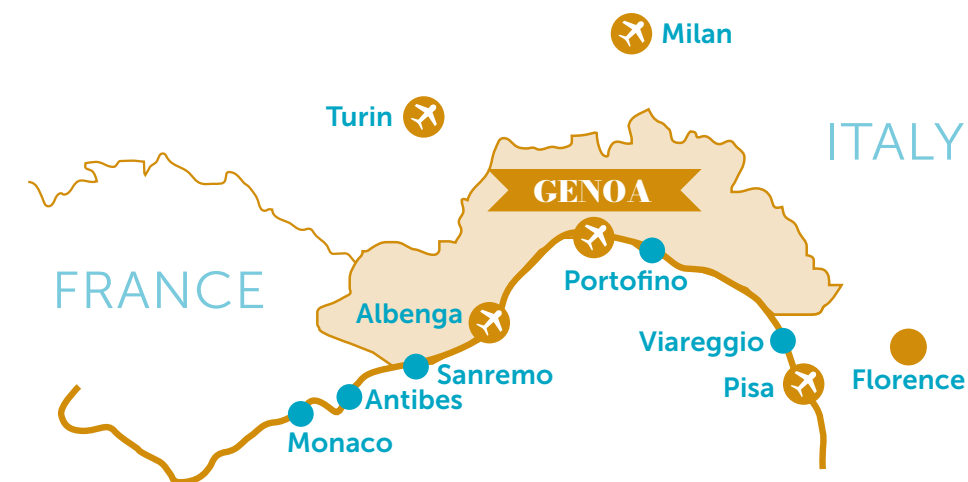 Milan
Turin
ITALY
GENOA
FRANCE
Portofino
Albenga
Viareggio
Sanremo
Pisa
Florence
Antibes
Monaco